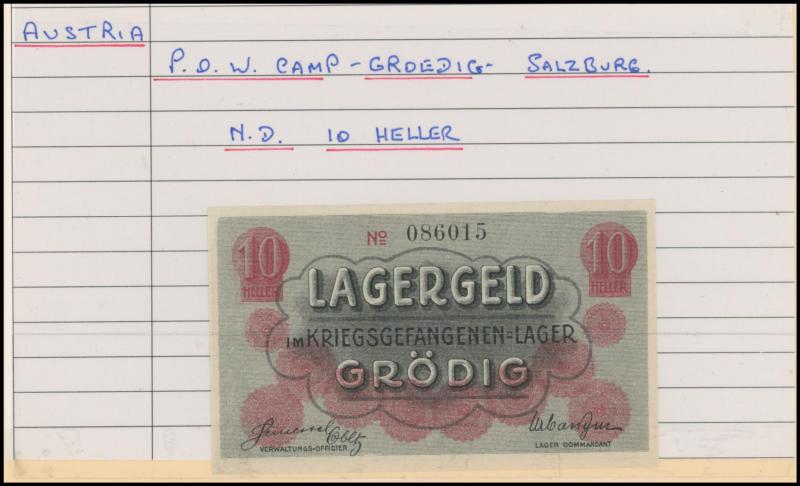 AUSTRIA
P.O.W. CAMP - GROEDIG - SALZBURG.
N.D. 10 HELLER
No 086015
10 HELLER
10 HELLER
LAGERGELD
IM KRIEGSGEFANGENEN=LAGER
GRÖDIG
VERWALTUNGS-OFFICIER
LAGER COMMANDANT